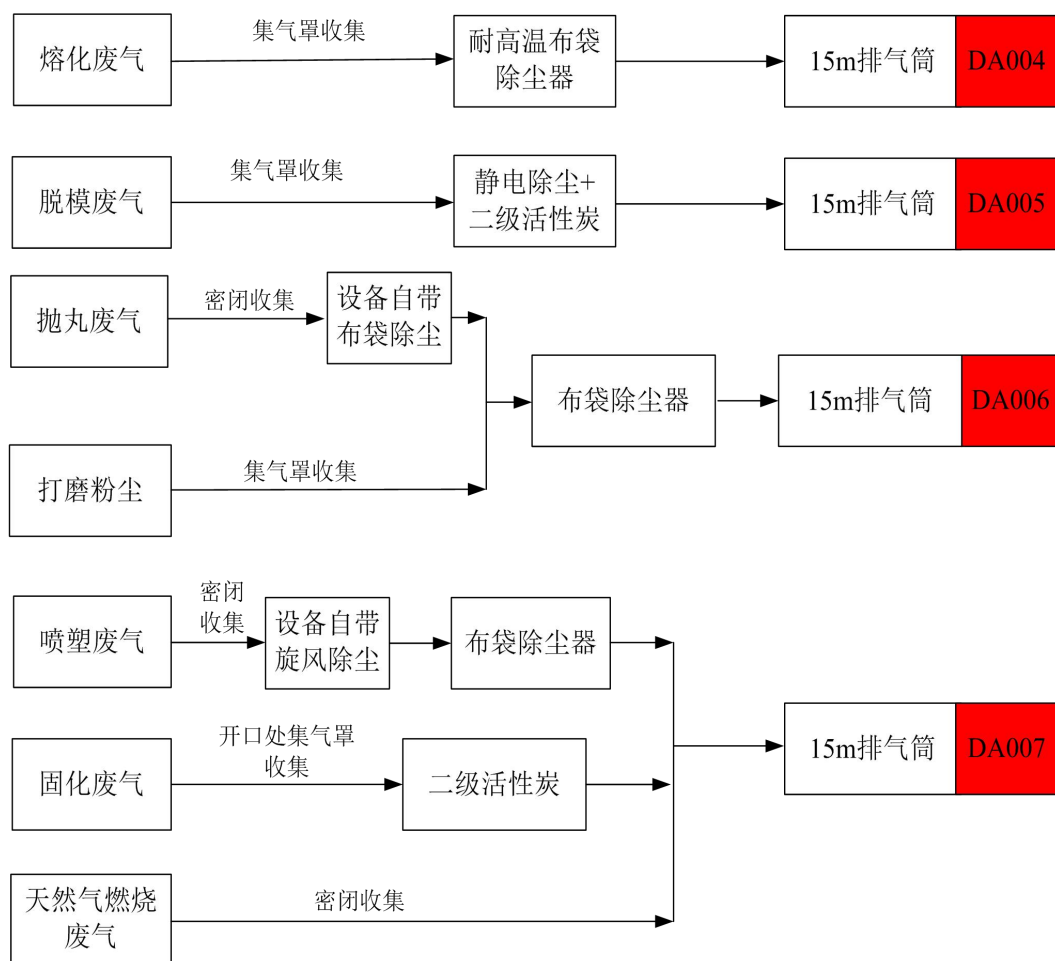 熔化废气
集气罩收集
耐高温布袋
除尘器
15m排气筒
DA004
脱模废气
集气罩收集
静电除尘+
二级活性炭
15m排气筒
DA005
抛丸废气
密闭收集
设备自带
布袋除尘
打磨粉尘
集气罩收集
布袋除尘器
15m排气筒
DA006
喷塑废气
密闭
收集
设备自带
旋风除尘
布袋除尘器
固化废气
开口处集气罩
收集
二级活性炭
天然气燃烧
废气
密闭收集
15m排气筒
DA007